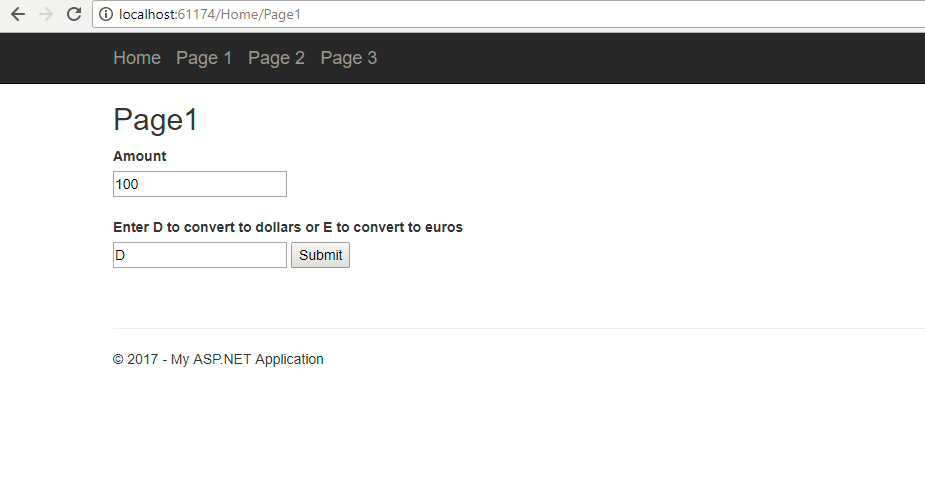 localhost:61174/Home/Page1
Home Page 1 Page 2 Page 3
Page1
Amount
100
Enter D to convert to dollars or E to convert to euros
D Submit
© 2017 - My ASP.NET Application